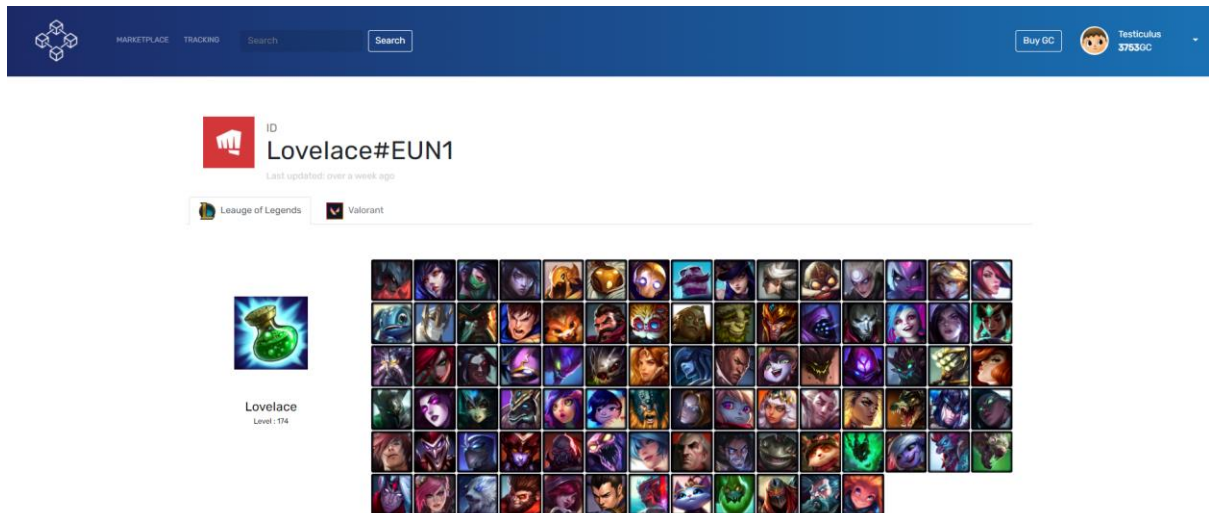 MARKETPLACE TRACKING Search Search Buy GC Testiculus
3753GC
ID
Lovelace#EUN1
Last updated: over a week ago
Leauge of Legends Valorant
Lovelace
Level : 174